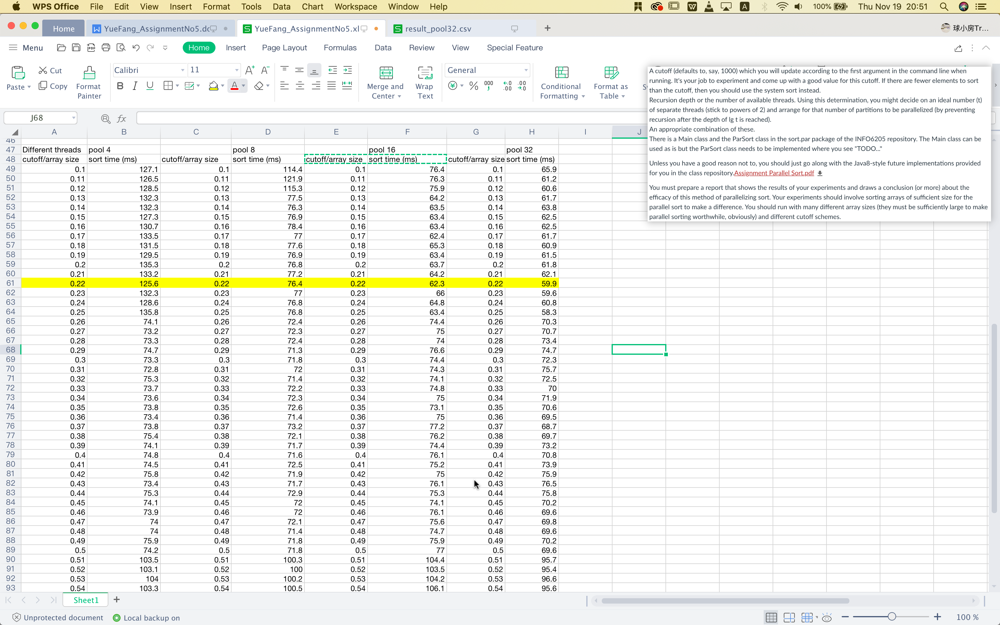 WPS Office File Edit View Insert Format Tools Data Chart Workspace Window Help 100% Thu Nov 19 20:51
Home YueFang_AssignmentNo5.dc YueFang_AssignmentNo5.xl result_pool32.csv + 球小房Tr...
Menu Home Insert Page Layout Formulas Data Review View Special Feature
Cut Calibri 11 General
Paste Copy Format Painter Merge and Center Wrap Text Conditional Formatting Format as Table
A cutoff (defaults to, say, 1000) which you will update according to the first argument in the command line when
running. It's your job to experiment and come up with a good value for this cutoff. If there are fewer elements to sort
than the cutoff, then you should use the system sort instead.
Recursion depth or the number of available threads. Using this determination, you might decide on an ideal number (t)
of separate threads (stick to powers of 2) and arrange for that number of partitions to be parallelized (by preventing
recursion after the depth of lg t is reached).
An appropriate combination of these.
There is a Main class and the ParSort class in the sort.par package of the INFO6205 repository. The Main class can be
used as is but the ParSort class needs to be implemented where you see "TODO..."
Unless you have a good reason not to, you should just go along with the Java8-style future implementations provided
for you in the class repository.Assignment Parallel Sort.pdf
You must prepare a report that shows the results of your experiments and draws a conclusion (or more) about the
efficacy of this method of parallelizing sort. Your experiments should involve sorting arrays of sufficient size for the
parallel sort to make a difference. You should run with many different array sizes (they must be sufficiently large to make
parallel sorting worthwhile, obviously) and different cutoff schemes.
J68 fx
A B C D E F G H I J
46
47 Different threads pool 4 pool 8 pool 16 pool 32
48 cutoff/array size sort time (ms) cutoff/array size sort time (ms) cutoff/array size sort time (ms) cutoff/array size sort time (ms)
49 0.1 127.1 0.1 114.4 0.1 76.4 0.1 65.9
50 0.11 126.5 0.11 121.9 0.11 76.3 0.11 61.2
51 0.12 128.5 0.12 115.3 0.12 75.9 0.12 60.6
52 0.13 132.3 0.13 77.5 0.13 64.2 0.13 61.7
53 0.14 132.3 0.14 76.3 0.14 63.5 0.14 63.8
54 0.15 127.3 0.15 76.9 0.15 63.4 0.15 62.5
55 0.16 130.7 0.16 78.4 0.16 63.4 0.16 62.5
56 0.17 133.5 0.17 77 0.17 62.4 0.17 61.7
57 0.18 131.5 0.18 77.6 0.18 65.3 0.18 60.9
58 0.19 129.5 0.19 76.9 0.19 63.4 0.19 61.5
59 0.2 135.3 0.2 76.8 0.2 63.7 0.2 61.8
60 0.21 133.2 0.21 77.2 0.21 64.2 0.21 62.1
61 0.22 125.6 0.22 76.4 0.22 62.3 0.22 59.9
62 0.23 132.3 0.23 77 0.23 66 0.23 59.6
63 0.24 128.6 0.24 76.8 0.24 64.8 0.24 60.8
64 0.25 135.8 0.25 76.8 0.25 63.4 0.25 58.3
65 0.26 74.1 0.26 72.4 0.26 74.4 0.26 70.3
66 0.27 73.2 0.27 72.3 0.27 75 0.27 70.7
67 0.28 73.3 0.28 72.4 0.28 74 0.28 73.4
68 0.29 74.7 0.29 71.3 0.29 76.6 0.29 74.7
69 0.3 73.3 0.3 71.8 0.3 74.4 0.3 72.3
70 0.31 72.8 0.31 72 0.31 74.3 0.31 75.7
71 0.32 75.3 0.32 71.4 0.32 74.1 0.32 72.5
72 0.33 73.7 0.33 72.2 0.33 74.8 0.33 70
73 0.34 73.6 0.34 72.3 0.34 75 0.34 71.9
74 0.35 73.8 0.35 72.6 0.35 73.1 0.35 70.6
75 0.36 73.4 0.36 71.4 0.36 75 0.36 69.5
76 0.37 73.8 0.37 73.2 0.37 77.2 0.37 68.7
77 0.38 75.4 0.38 72.1 0.38 76.2 0.38 69.7
78 0.39 74.1 0.39 71.7 0.39 74.4 0.39 73.2
79 0.4 74.8 0.4 71.6 0.4 76.1 0.4 70.8
80 0.41 74.5 0.41 72.5 0.41 75.2 0.41 73.9
81 0.42 75.8 0.42 71.9 0.42 75 0.42 75.9
82 0.43 73.4 0.43 71.7 0.43 76.1 0.43 76.5
83 0.44 75.3 0.44 72.9 0.44 75.3 0.44 75.8
84 0.45 74.1 0.45 72 0.45 74.1 0.45 70.2
85 0.46 73.9 0.46 72 0.46 76.1 0.46 69.6
86 0.47 74 0.47 72.1 0.47 75.6 0.47 69.8
87 0.48 74 0.48 71.4 0.48 74.7 0.48 69.6
88 0.49 75.9 0.49 71.8 0.49 75.9 0.49 70.2
89 0.5 74.2 0.5 71.8 0.5 77 0.5 69.6
90 0.51 103.5 0.51 100.3 0.51 104.4 0.51 95.7
91 0.52 103.1 0.52 100 0.52 103.5 0.52 95.4
92 0.53 104 0.53 100.2 0.53 104.2 0.53 96.6
93 0.54 103.3 0.54 100.5 0.54 106.1 0.54 95.6
Sheet1 +
Unprotected document Local backup on 100 %